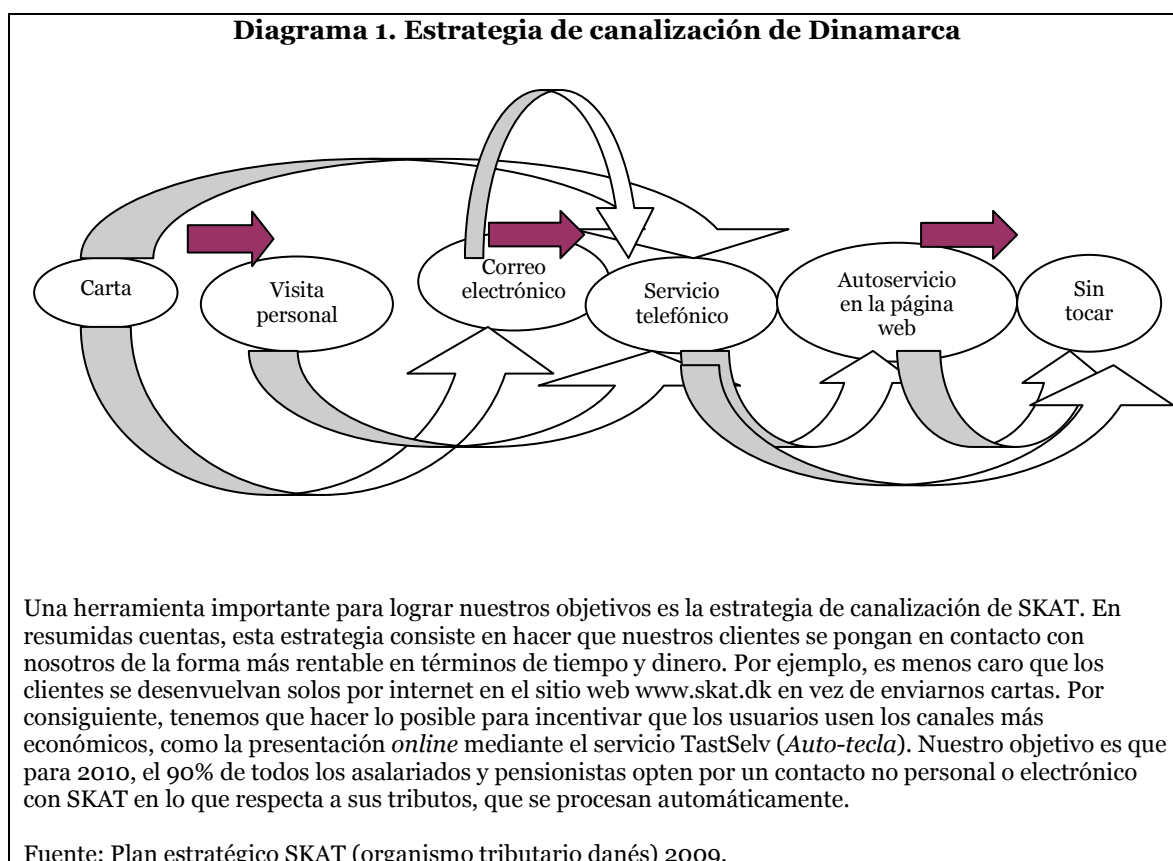 Diagrama 1. Estrategia de canalización de Dinamarca
Carta
Visita
personal
Correo
electrónico
Servicio
telefónico
Autoservicio
en la página
web
Sin
tocar
Una herramienta importante para lograr nuestros objetivos es la estrategia de canalización de SKAT. En
resumidas cuentas, esta estrategia consiste en hacer que nuestros clientes se pongan en contacto con
nosotros de la forma más rentable en términos de tiempo y dinero. Por ejemplo, es menos caro que los
clientes se desenvuelvan solos por internet en el sitio web www.skat.dk en vez de enviarnos cartas. Por
consiguiente, tenemos que hacer lo posible para incentivar que los usuarios usen los canales más
económicos, como la presentación online mediante el servicio TastSelv (Auto-tecla). Nuestro objetivo es que
para 2010, el 90% de todos los asalariados y pensionistas opten por un contacto no personal o electrónico
con SKAT en lo que respecta a sus tributos, que se procesan automáticamente.
Fuente: Plan estratégico SKAT (organismo tributario danés) 2009.